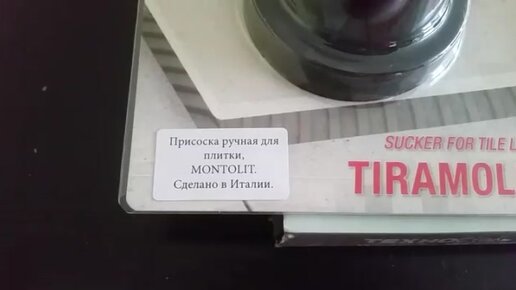 Присоска ручная для
плитки,
MONTOLIT.
Сделано в Италии.
SUCKER FOR TILE L
TIRAMOL